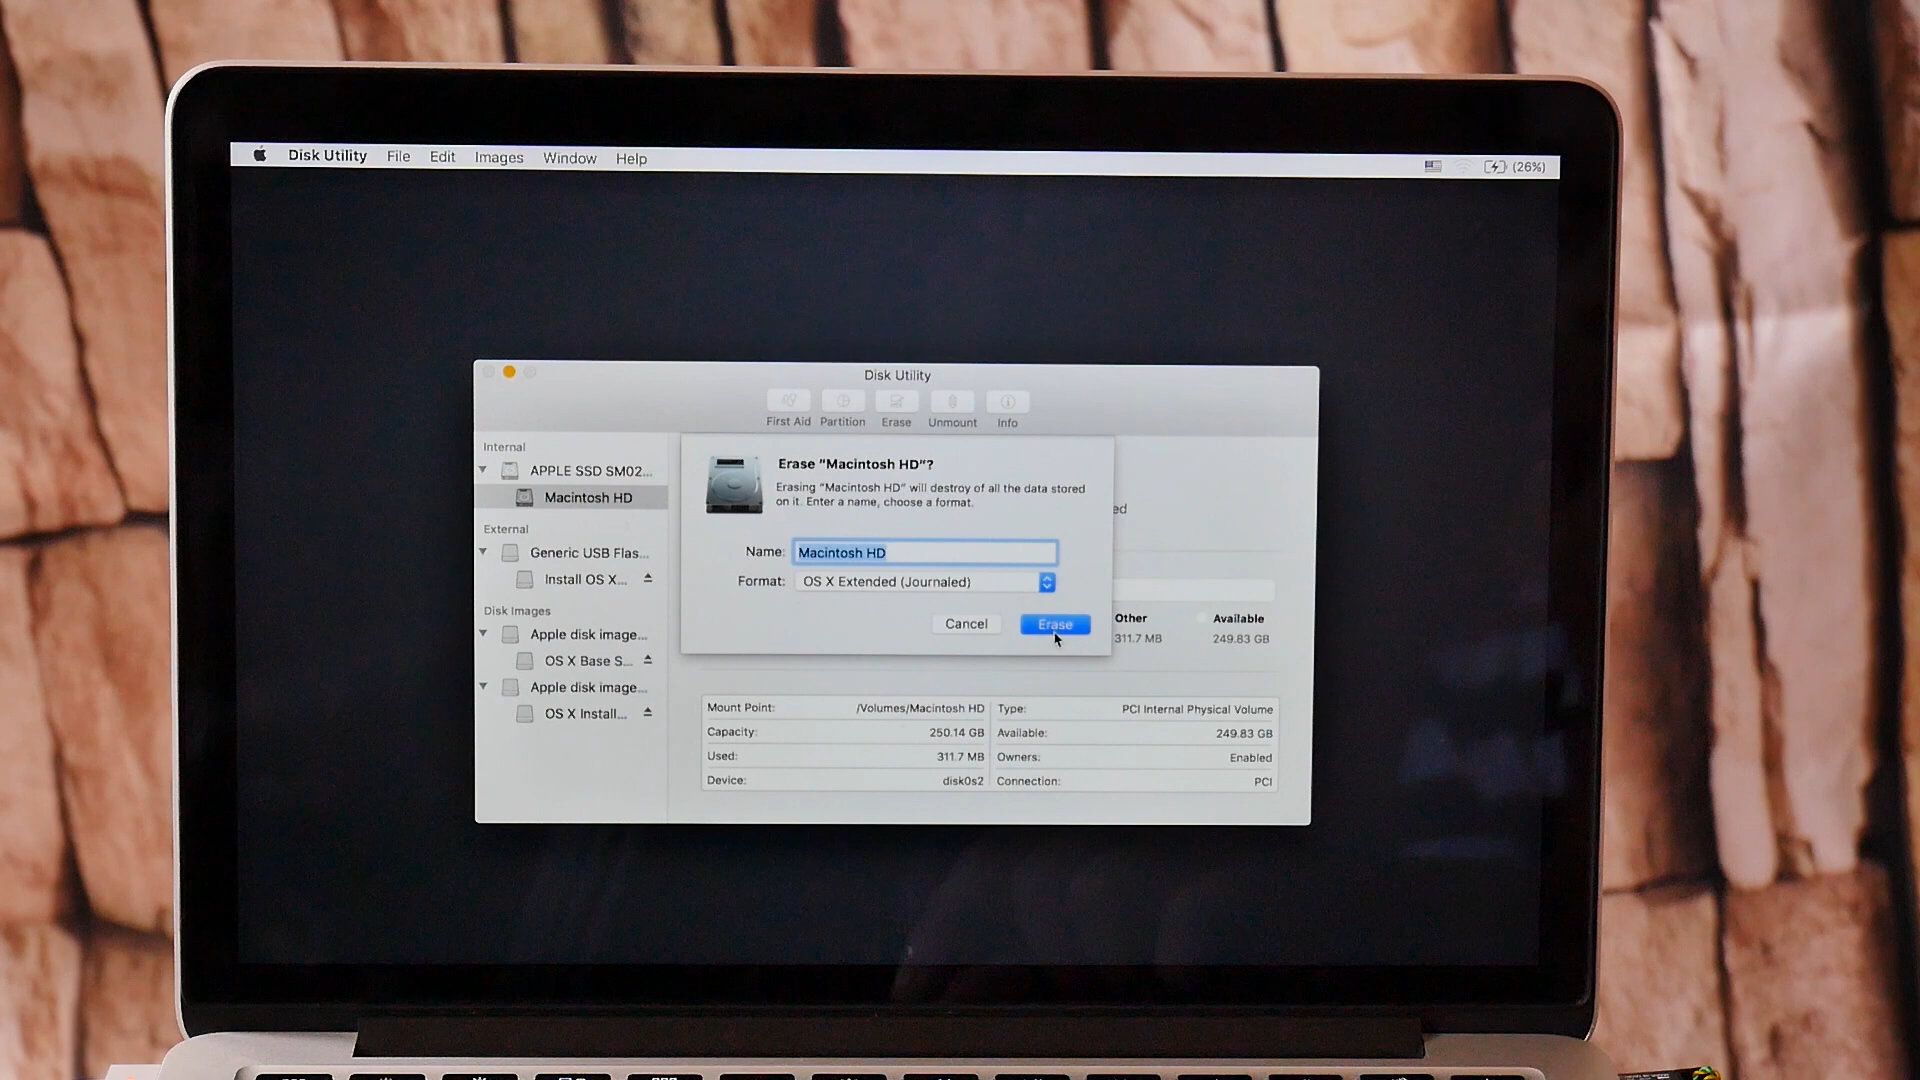 Disk Utility File Edit Images Window Help (26%)
Disk Utility
First Aid Partition Erase Unmount Info
Internal
APPLE SSD SM02...
Macintosh HD
External
Generic USB Flas...
Install OS X...
Disk Images
Apple disk image...
OS X Base S...
Apple disk image...
OS X Install...
Erase “Macintosh HD”?
Erasing “Macintosh HD” will destroy of all the data stored
on it. Enter a name, choose a format.
Name: Macintosh HD
Format: OS X Extended (Journaled)
Cancel Erase
ed
Other Available
311.7 MB 249.83 GB
Mount Point: /Volumes/Macintosh HD Type: PCI Internal Physical Volume
Capacity: 250.14 GB Available: 249.83 GB
Used: 311.7 MB Owners: Enabled
Device: disk0s2 Connection: PCI